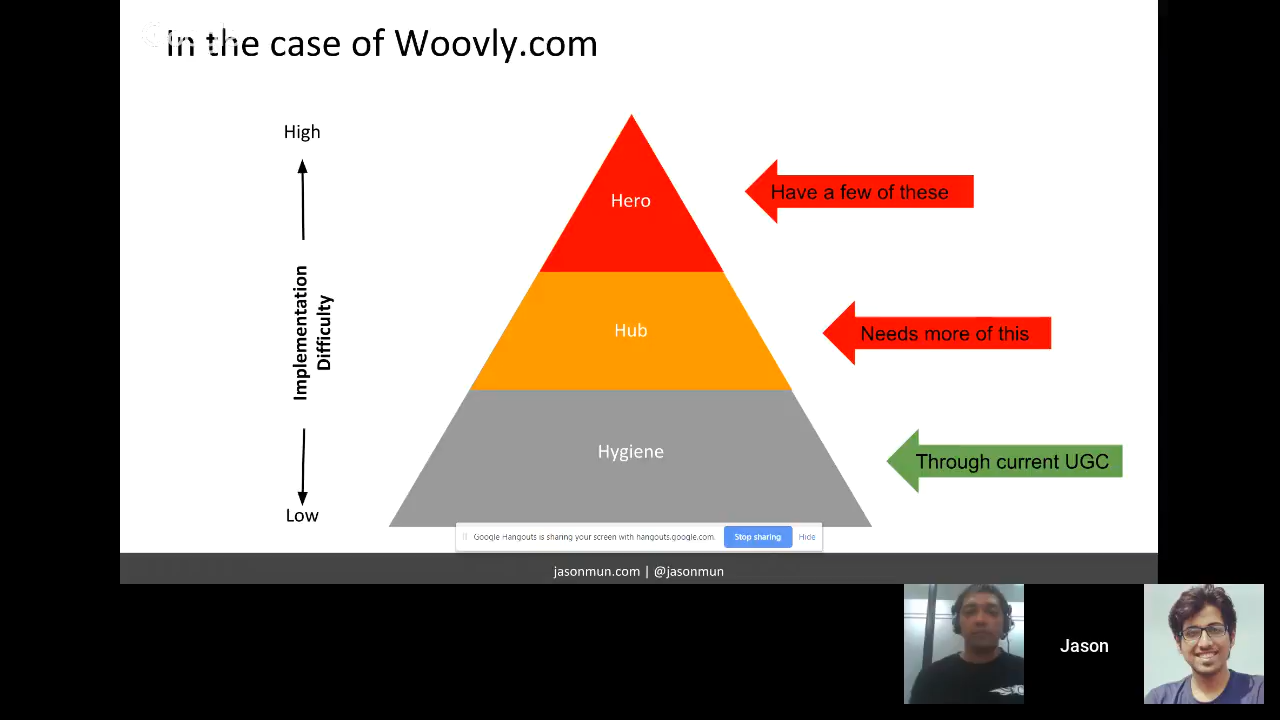 In the case of Woovly.com
High
Hero
Have a few of these
Implementation
Difficulty
Hub
Needs more of this
Hygiene
Through current UGC
Low
Google Hangouts is sharing your screen with hangouts.google.com.
Stop sharing
Hide
jasonmun.com | @jasonmun
Jason